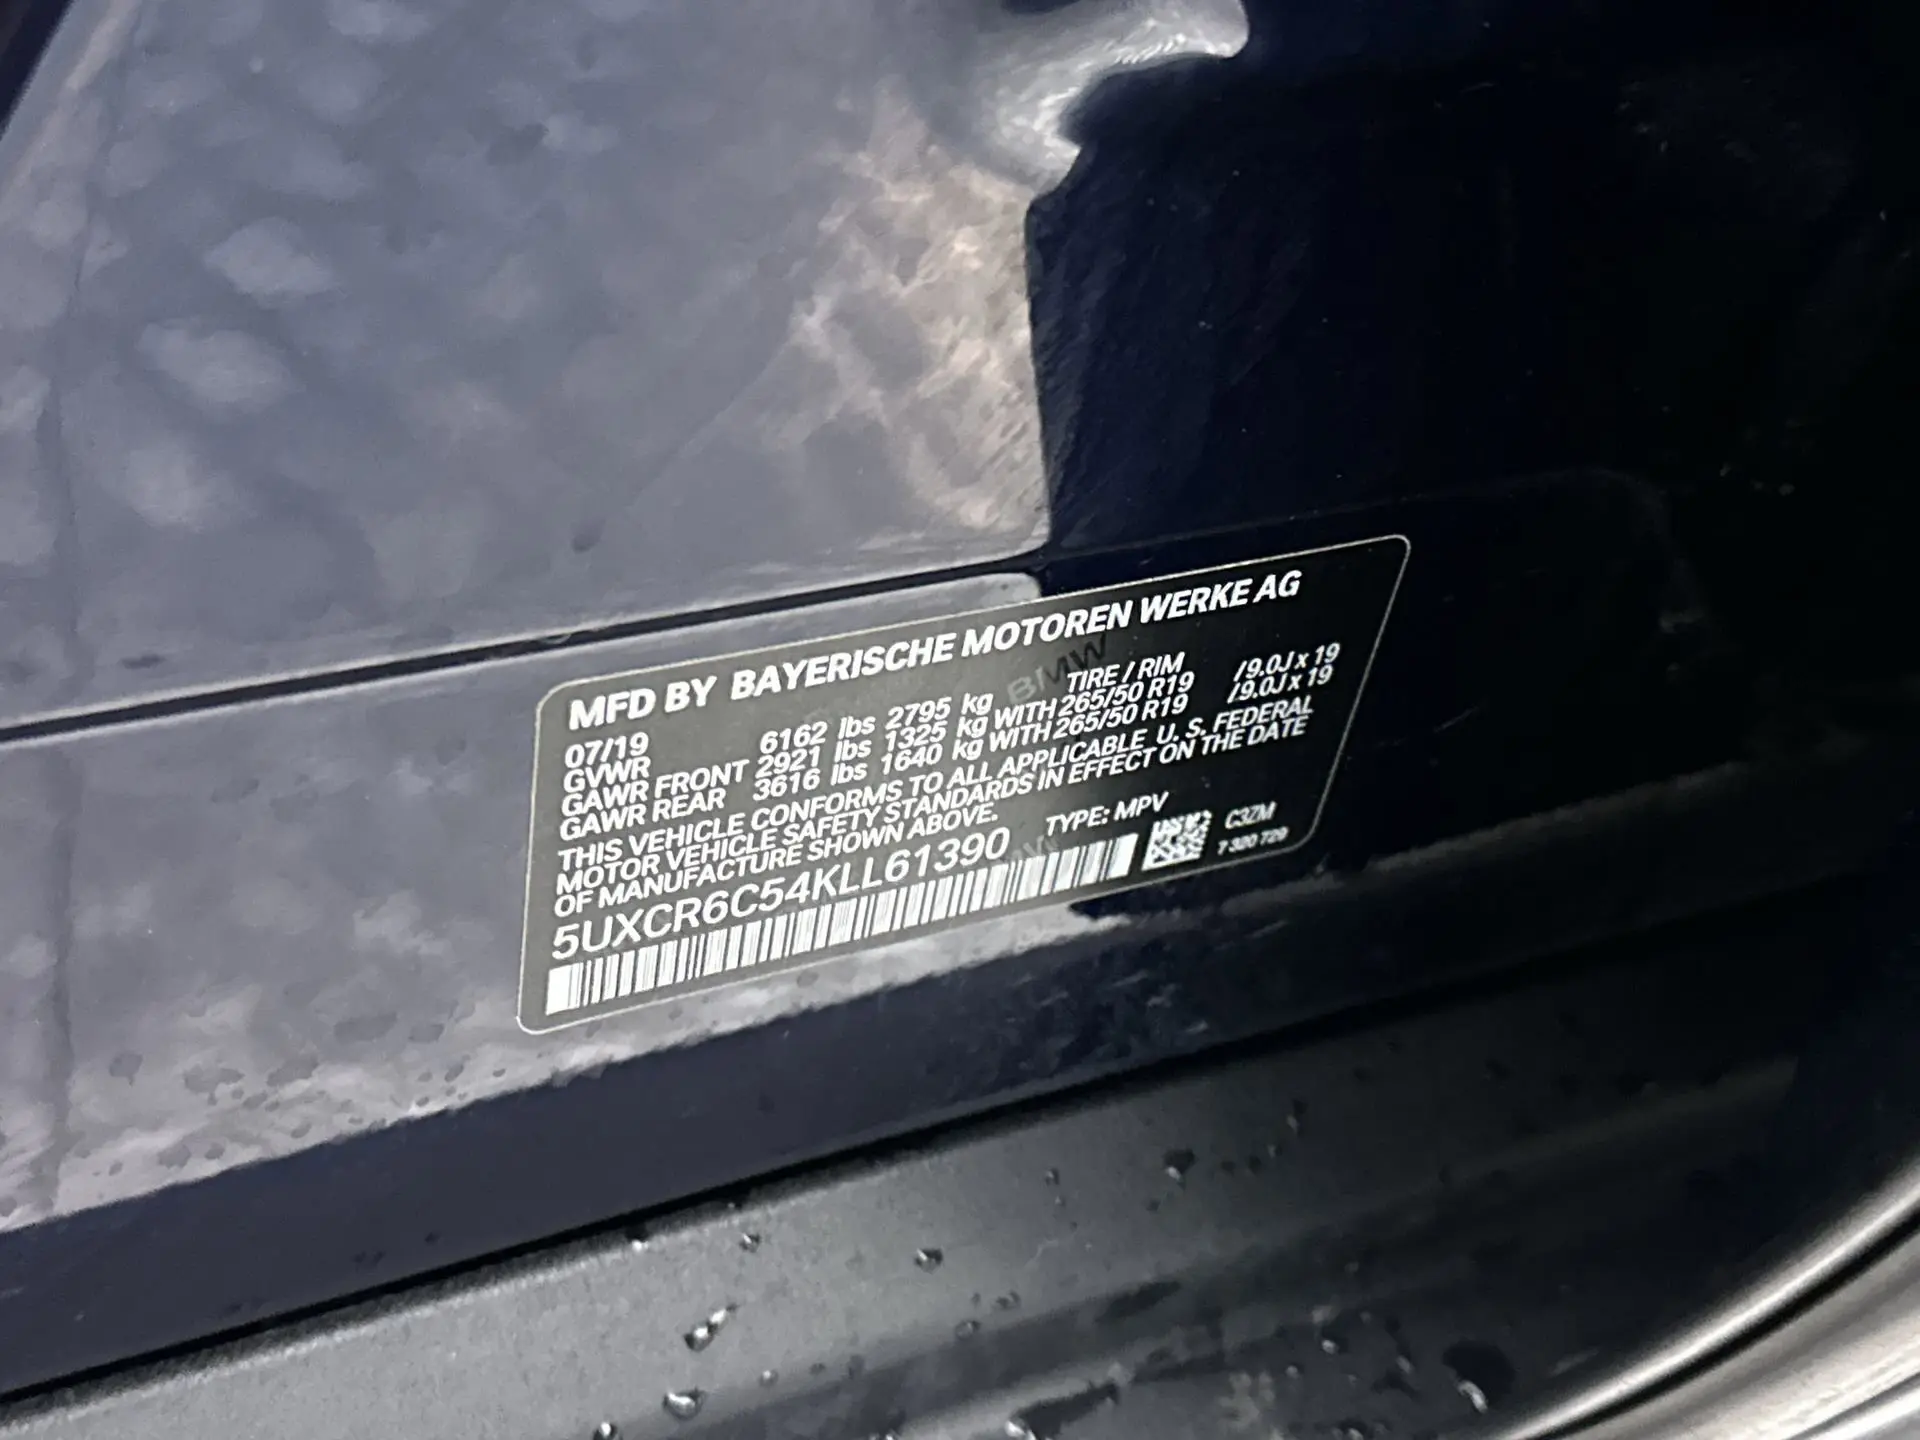 MFD BY BAYERISCHE MOTOREN WERKE AG
07/19 TIRE / RIM
GVWR 6162 lbs 2795 kg
GAWR FRONT 2921 lbs 1325 kg WITH 265/50 R19 /9.0J x 19
GAWR REAR 3616 lbs 1640 kg WITH 265/50 R19 /9.0J x 19
THIS VEHICLE CONFORMS TO ALL APPLICABLE U. S. FEDERAL
MOTOR VEHICLE SAFETY STANDARDS IN EFFECT ON THE DATE
OF MANUFACTURE SHOWN ABOVE.
5UXCR6C54KLL61390 TYPE: MPV
C3ZM
7 320 729
BMW